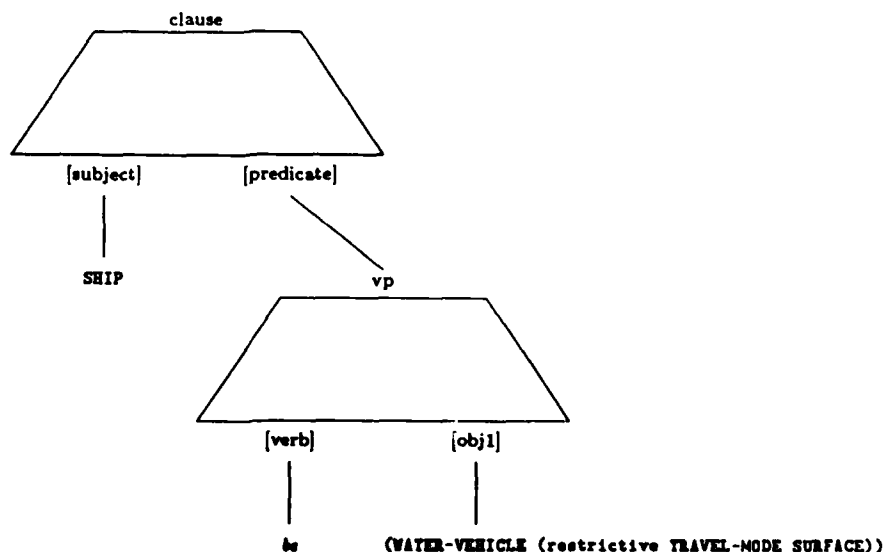 clause
[subject] [predicate]
SHIP
vp
[verb] [obj1]
be (WATER-VEHICLE (restrictive TRAVEL-MODE SURFACE))